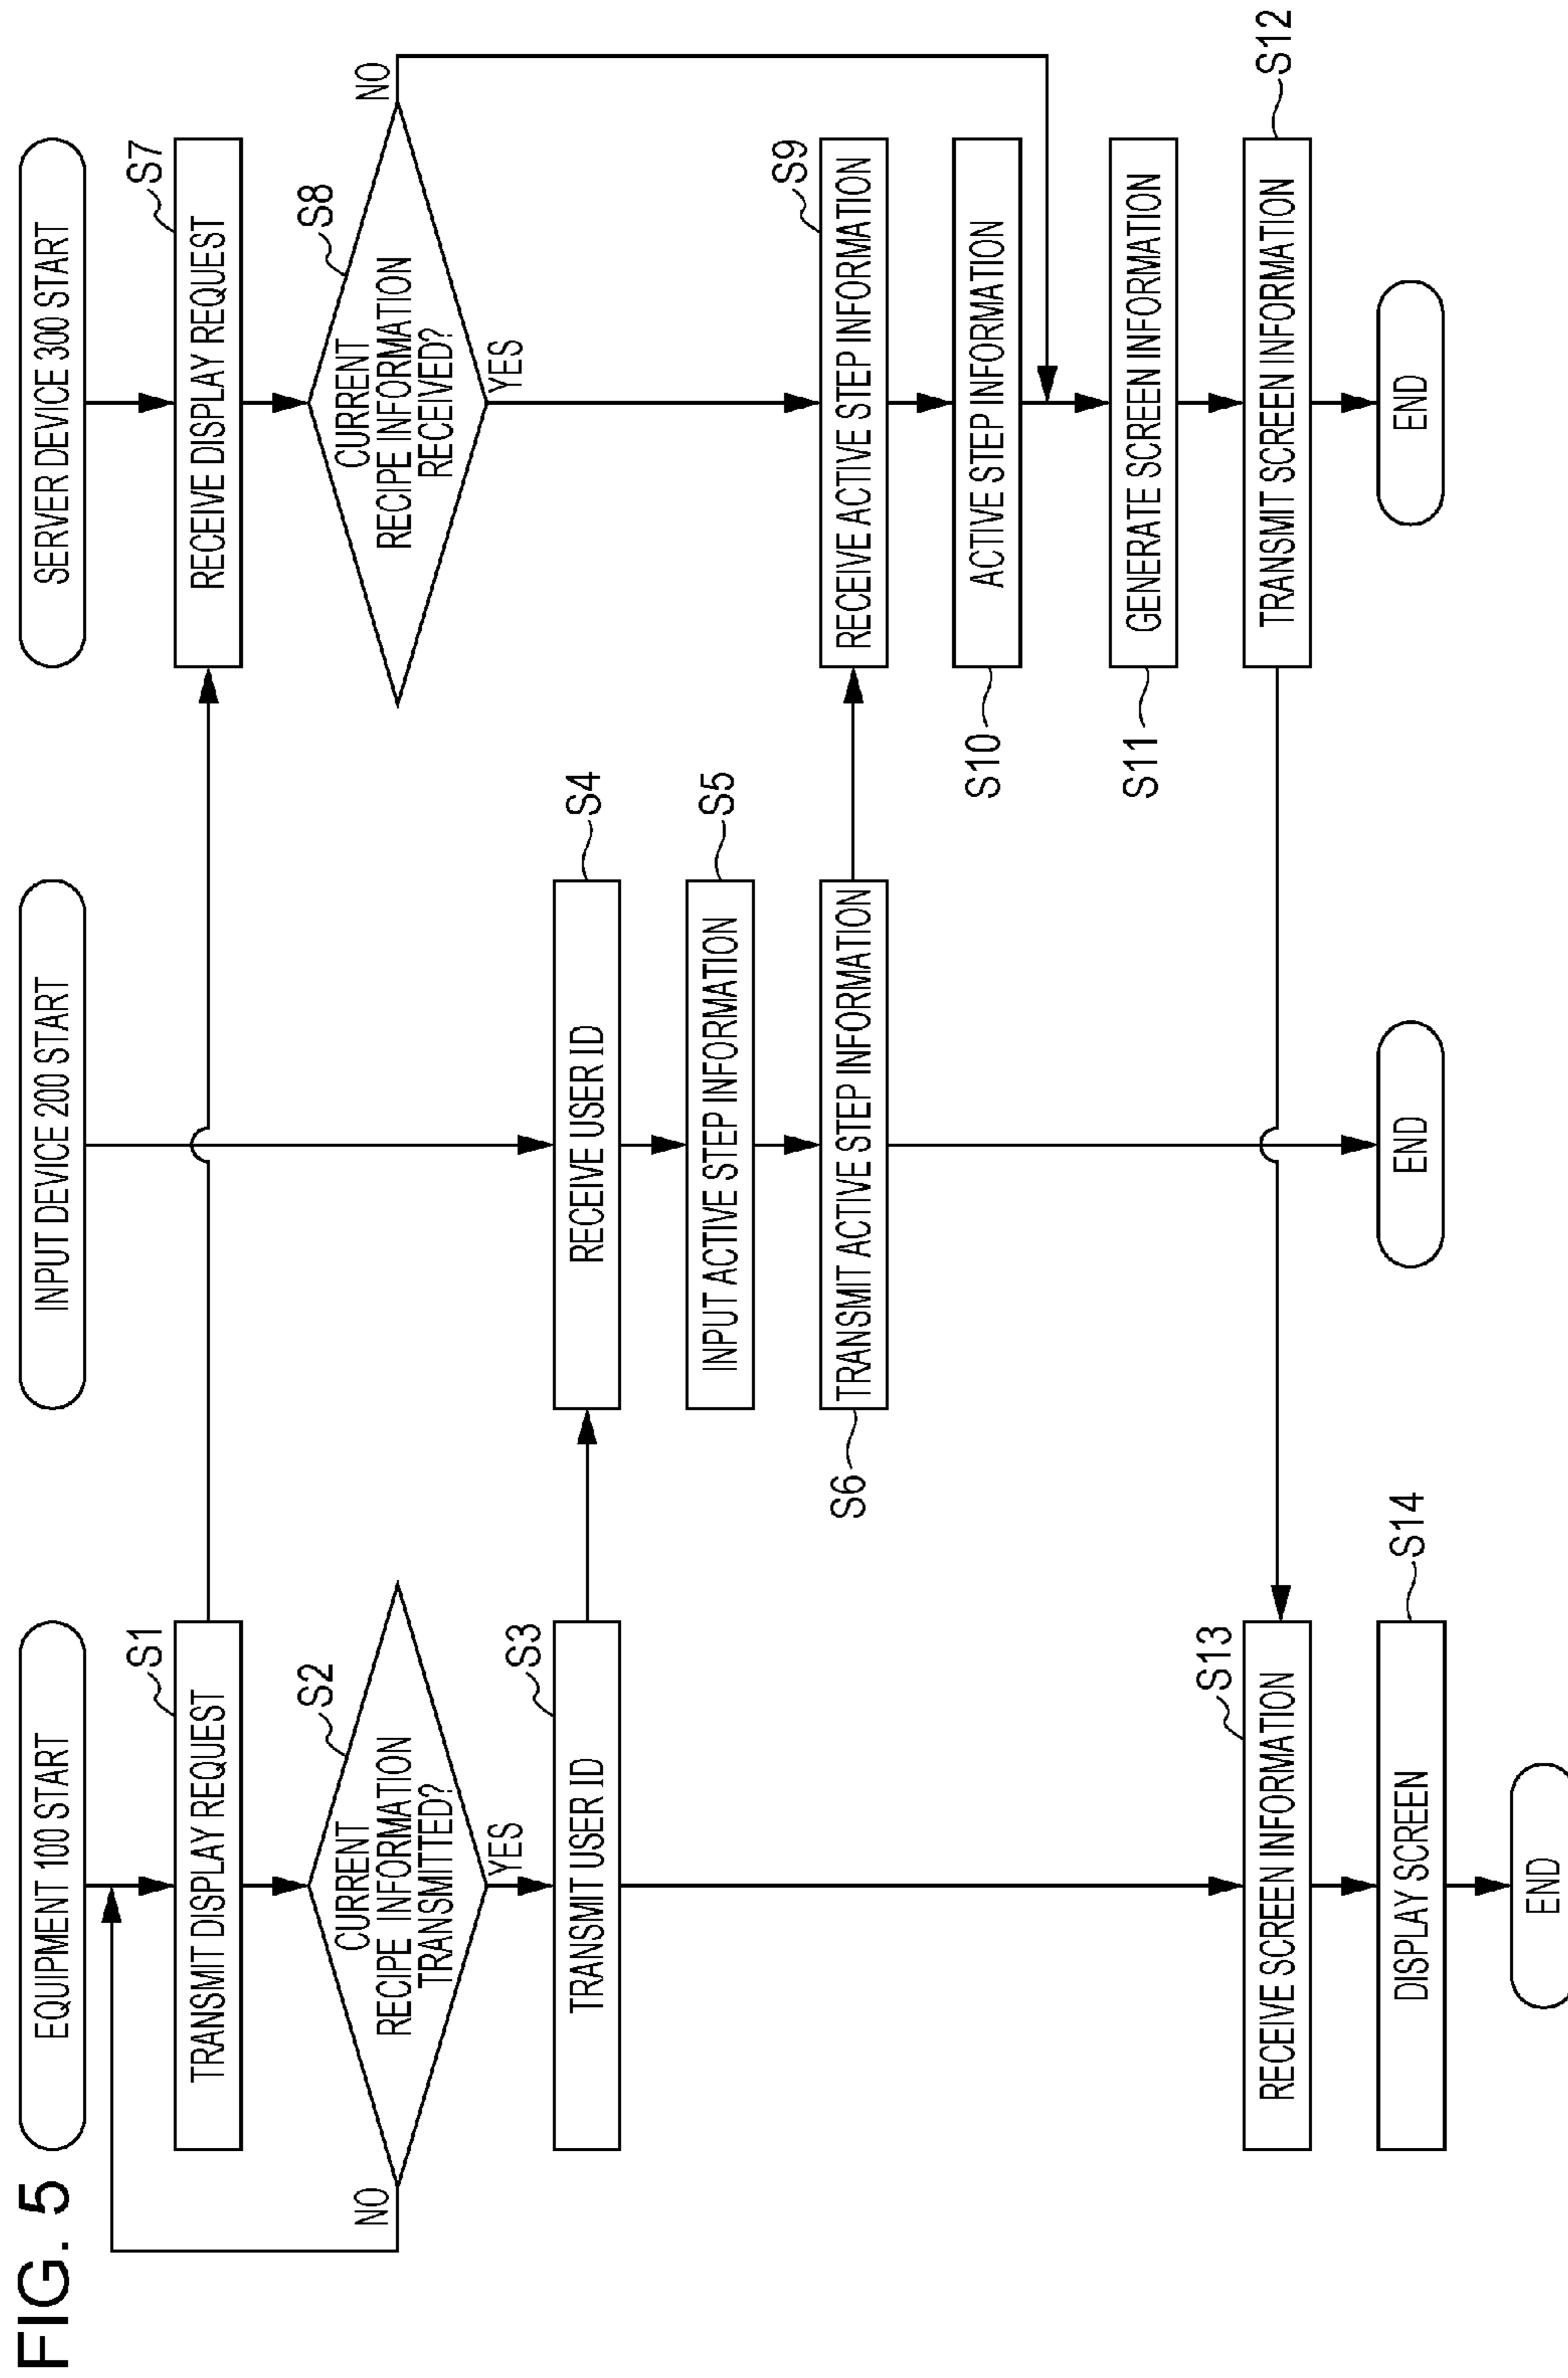 FIG. 5
EQUIPMENT 100 START
S1
TRANSMIT DISPLAY REQUEST
S2
CURRENT
RECIPE INFORMATION
TRANSMITTED?
NO
YES
S3
TRANSMIT USER ID
S13
RECEIVE SCREEN INFORMATION
S14
DISPLAY SCREEN
END
INPUT DEVICE 200 START
S4
RECEIVE USER ID
S5
INPUT ACTIVE STEP INFORMATION
S6
TRANSMIT ACTIVE STEP INFORMATION
END
SERVER DEVICE 300 START
S7
RECEIVE DISPLAY REQUEST
S8
CURRENT
RECIPE INFORMATION
RECEIVED?
NO
YES
S9
RECEIVE ACTIVE STEP INFORMATION
S10
ACTIVE STEP INFORMATION
S11
GENERATE SCREEN INFORMATION
S12
TRANSMIT SCREEN INFORMATION
END